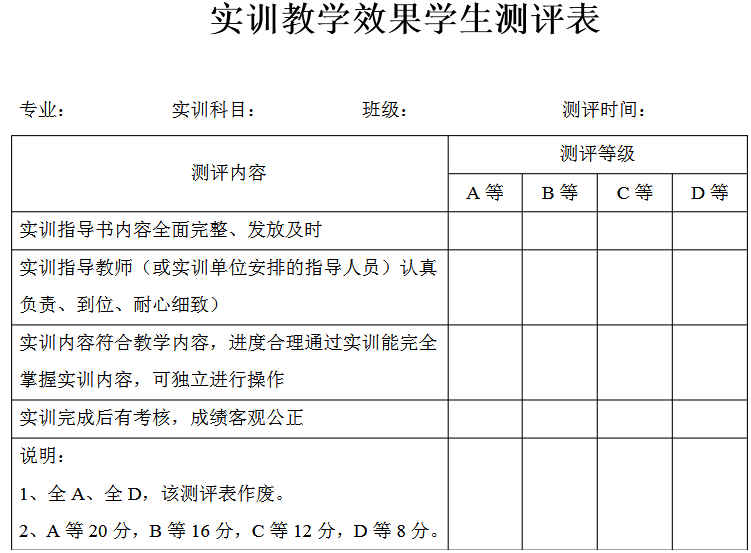 实训教学效果学生测评表
专业： 实训科目： 班级： 测评时间：
测评内容 测评等级
A 等 B 等 C 等 D 等
实训指导书内容全面完整、发放及时
实训指导教师（或实训单位安排的指导人员）认真
负责、到位、耐心细致）
实训内容符合教学内容，进度合理通过实训能完全
掌握实训内容，可独立进行操作
实训完成后有考核，成绩客观公正
说明：
1、全 A、全 D，该测评表作废。
2、A 等 20 分，B 等 16 分，C 等 12 分，D 等 8 分。